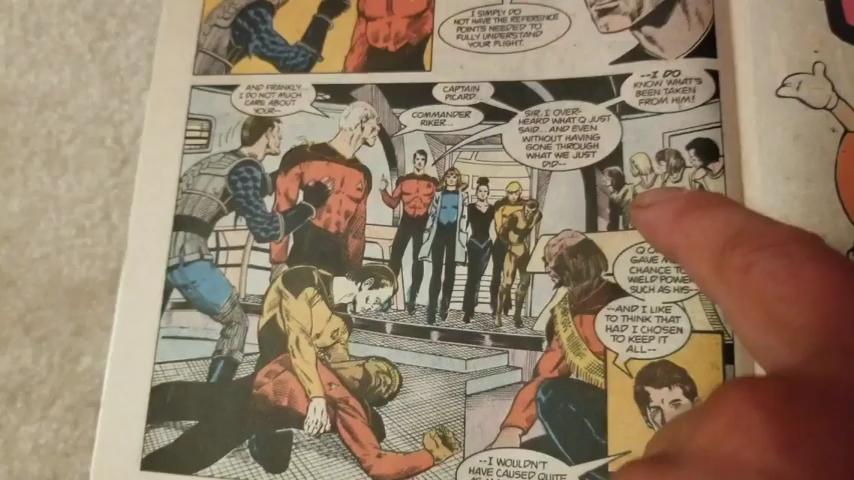 I SIMPLY DO
NOT HAVE THE REFERENCE
POINTS NEEDED TO
FULLY UNDERSTAND
YOUR PLIGHT.
AND FRANKLY...
I DO NOT MUCH
CARE ABOUT
YOUR--
CAPTAIN
PICARD...
COMMANDER
RIKER...
SIR, I OVER-
HEARD WHAT Q JUST
SAID... AND EVEN
WITHOUT HAVING
GONE THROUGH
WHAT WE JUST
DID--
--I DO
KNOW WHAT'S
BEEN TAKEN
FROM HIM!
GAVE
CHANCE TO
WIELD POWER
SUCH AS HIS--
--AND I LIKE
TO THINK THAT
HAD I CHOSEN
TO KEEP IT
ALL--
--I WOULDN'T
HAVE CAUSED QUITE